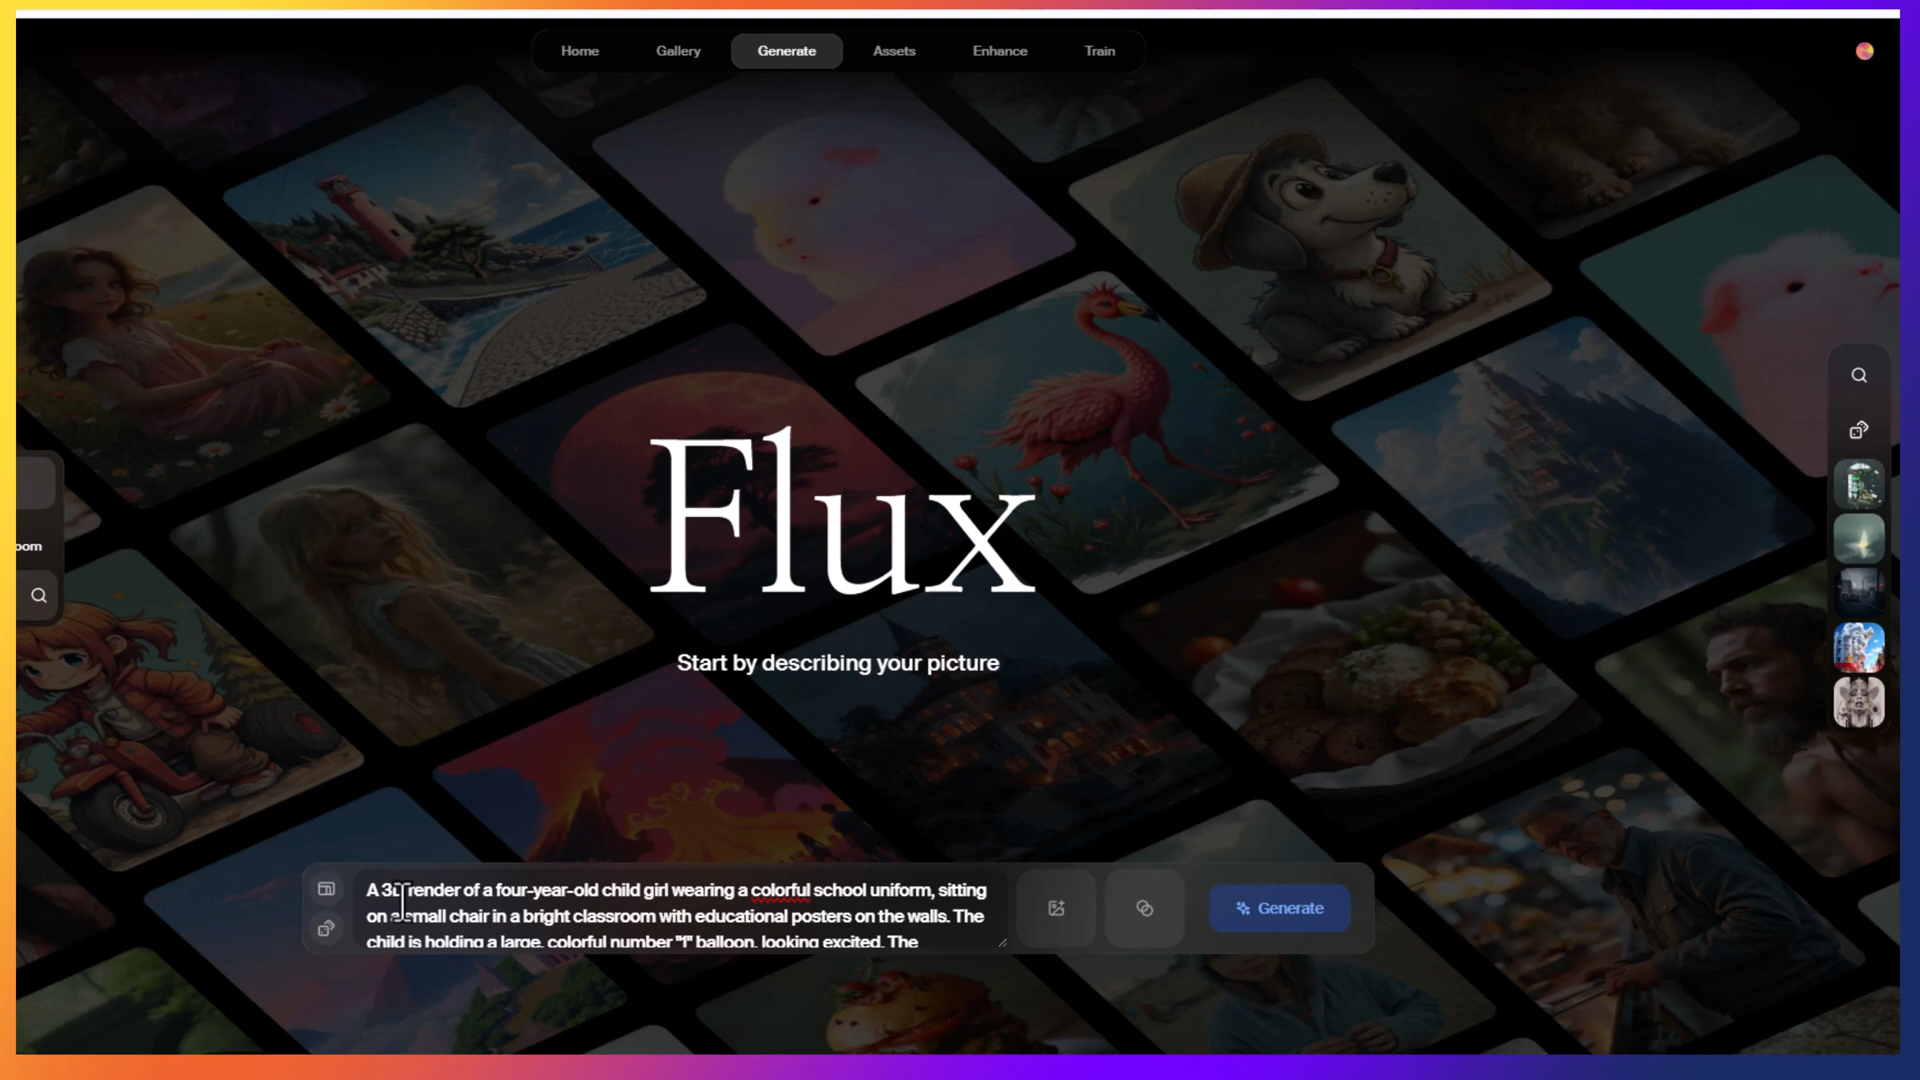 Home Gallery Generate Assets Enhance Train
Flux
oom
Start by describing your picture
A 3D render of a four-year-old child girl wearing a colorful school uniform, sitting
on a small chair in a bright classroom with educational posters on the walls. The
child is holding a large, colorful number "1" balloon, looking excited. The
Generate